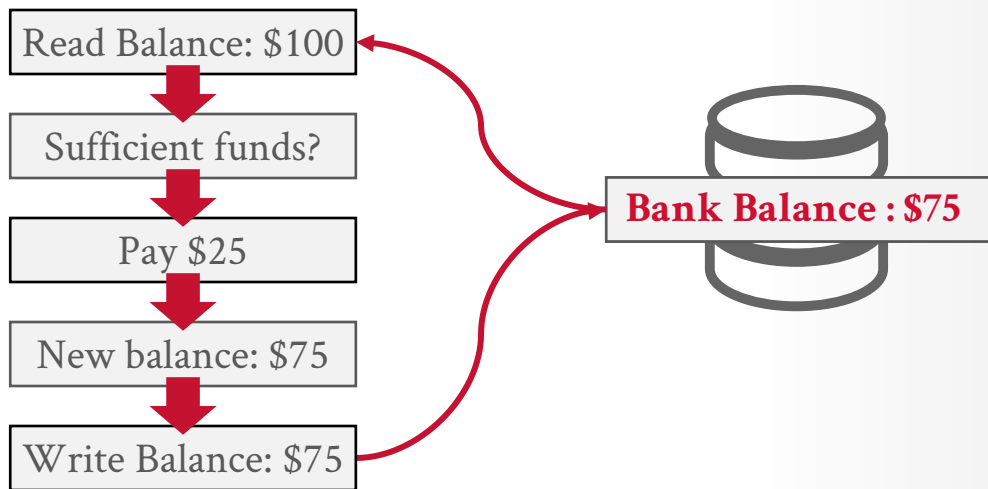 Read Balance: $100
Sufficient funds?
Pay $25
New balance: $75
Write Balance: $75
Bank Balance : $75